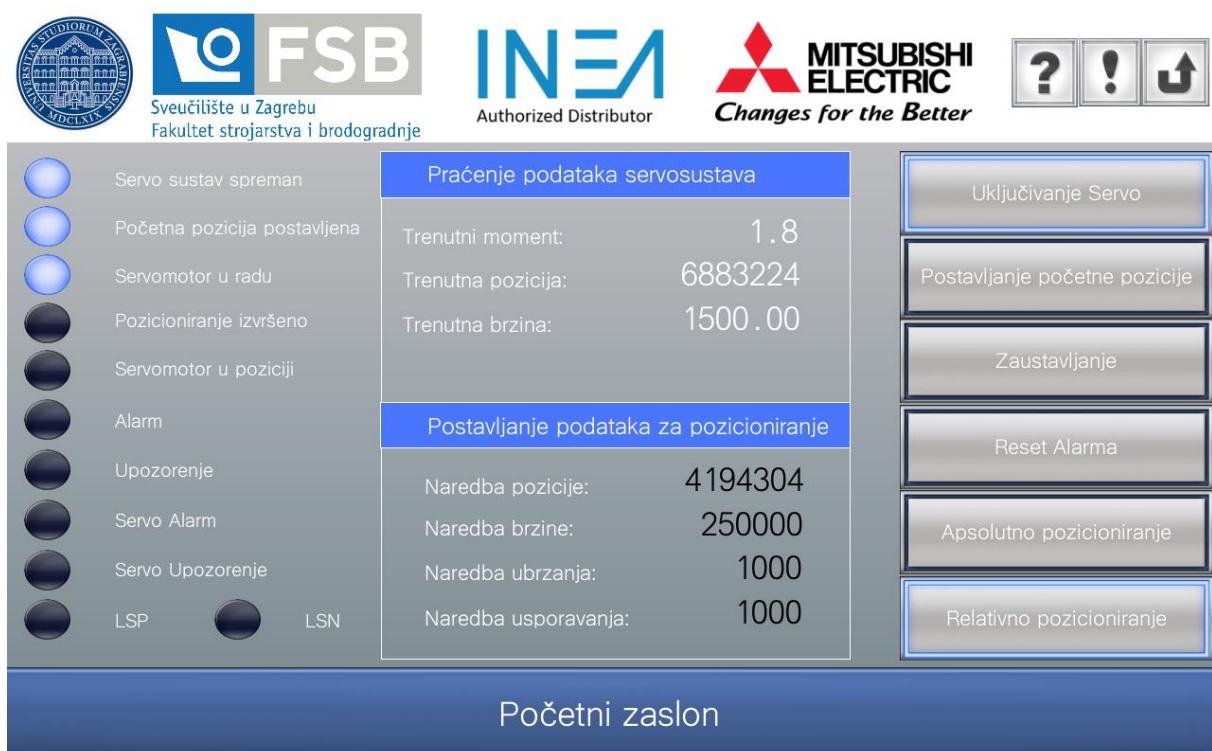 STUDIORUM
UNIVERSITAS
ZAGRABIENSIS
MDCLXIX
FSB
Sveučilište u Zagrebu
Fakultet strojarstva i brodogradnje
INEA
Authorized Distributor
MITSUBISHI
ELECTRIC
Changes for the Better
? !
Servo sustav spreman
Početna pozicija postavljena
Servomotor u radu
Pozicioniranje izvršeno
Servomotor u poziciji
Alarm
Upozorenje
Servo Alarm
Servo Upozorenje
LSP LSN
Praćenje podataka servosustava
Trenutni moment: 1.8
Trenutna pozicija: 6883224
Trenutna brzina: 1500.00
Postavljanje podataka za pozicioniranje
Naredba pozicije: 4194304
Naredba brzine: 250000
Naredba ubrzanja: 1000
Naredba usporavanja: 1000
Uključivanje Servo
Postavljanje početne pozicije
Zaustavljanje
Reset Alarma
Apsolutno pozicioniranje
Relativno pozicioniranje
Početni zaslon